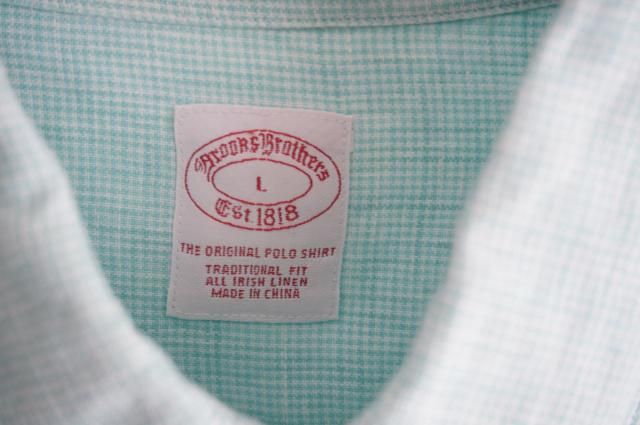 Brooks Brothers
L
Est. 1818
THE ORIGINAL POLO SHIRT
TRADITIONAL FIT
ALL IRISH LINEN
MADE IN CHINA